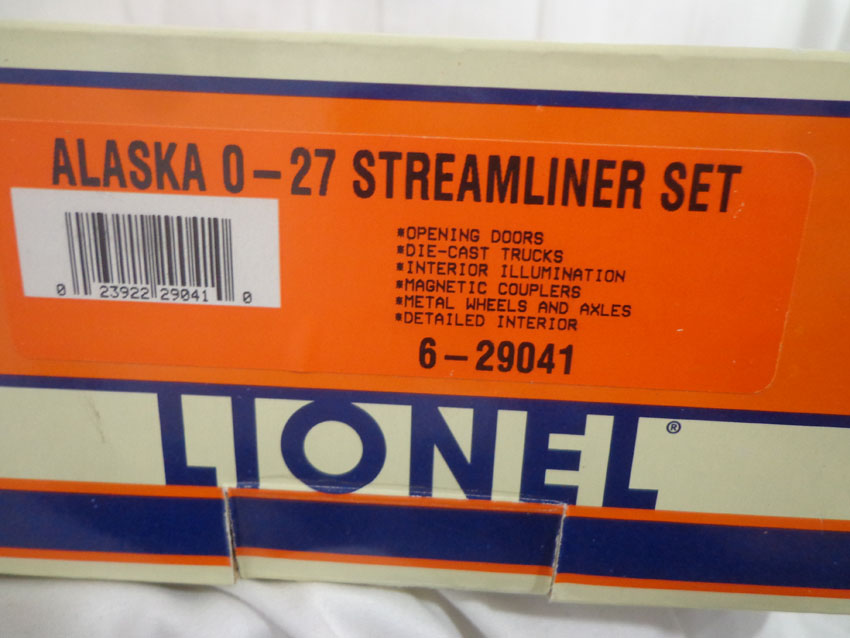 ALASKA O-27 STREAMLINER SET
*OPENING DOORS
*DIE-CAST TRUCKS
*INTERIOR ILLUMINATION
*MAGNETIC COUPLERS
*METAL WHEELS AND AXLES
*DETAILED INTERIOR
0 23922 29041 0
6-29041
LIONEL®